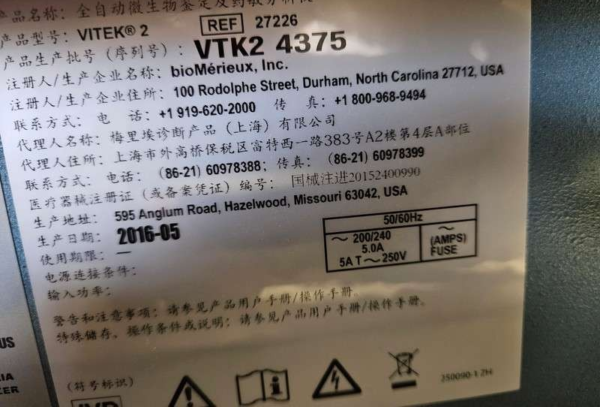 产品名称：全自动微生物鉴定及药敏分析
产品型号：VITEK® 2 REF 27226
产品生产批号（序列号）：VTK2 4375
注册人/生产企业名称：bioMérieux, Inc.
注册人/生产企业住所：100 Rodolphe Street, Durham, North Carolina 27712, USA
联系方式：电 话：+1 919-620-2000 传 真：+1 800-968-9494
代理人名称：梅里埃诊断产品（上海）有限公司
代理人住所：上海市外高桥保税区富特西一路383号A2楼第4层A部位
联系方式：电话：(86-21) 60978388；传真：(86-21) 60978399
医疗器械注册证（或备案凭证）编号：国械注进20152400990
生产地址：595 Anglum Road, Hazelwood, Missouri 63042, USA
生产日期：2016-05
使用期限：—
电源连接条件：
输入功率：
50/60Hz
~ 200/240
5.0A
5A T ~ 250V
~
(AMPS)
FUSE
警告和注意事项：请参见产品用户手册/操作手册.
特殊储存、操作条件或说明：请参见产品用户手册/操作手册.
(符号标识)
IVD
250090-1 ZH
US
IA
CER